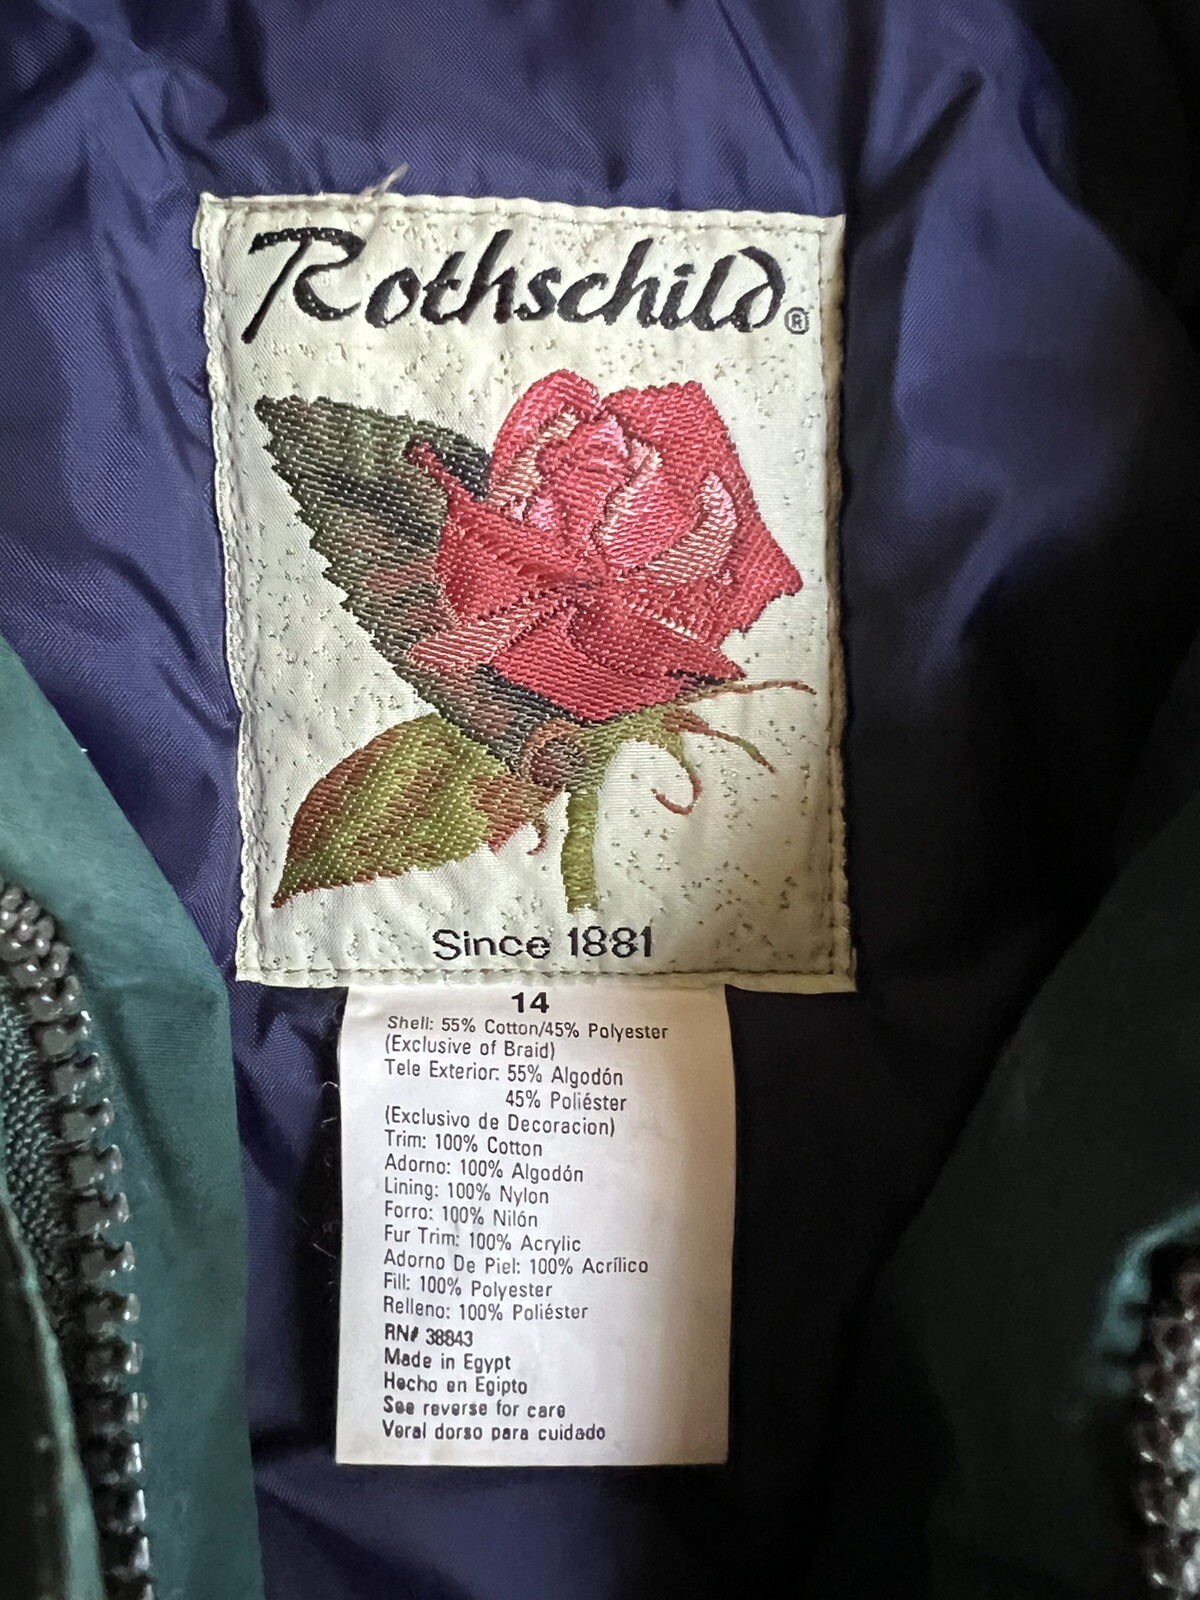 Rothschild®
Since 1881
14
Shell: 55% Cotton/45% Polyester
(Exclusive of Braid)
Tele Exterior: 55% Algodón
45% Poliéster
(Exclusivo de Decoracion)
Trim: 100% Cotton
Adorno: 100% Algodón
Lining: 100% Nylon
Forro: 100% Nilón
Fur Trim: 100% Acrylic
Adorno De Piel: 100% Acrílico
Fill: 100% Polyester
Relleno: 100% Poliéster
RN# 38843
Made in Egypt
Hecho en Egipto
See reverse for care
Veral dorso para cuidado